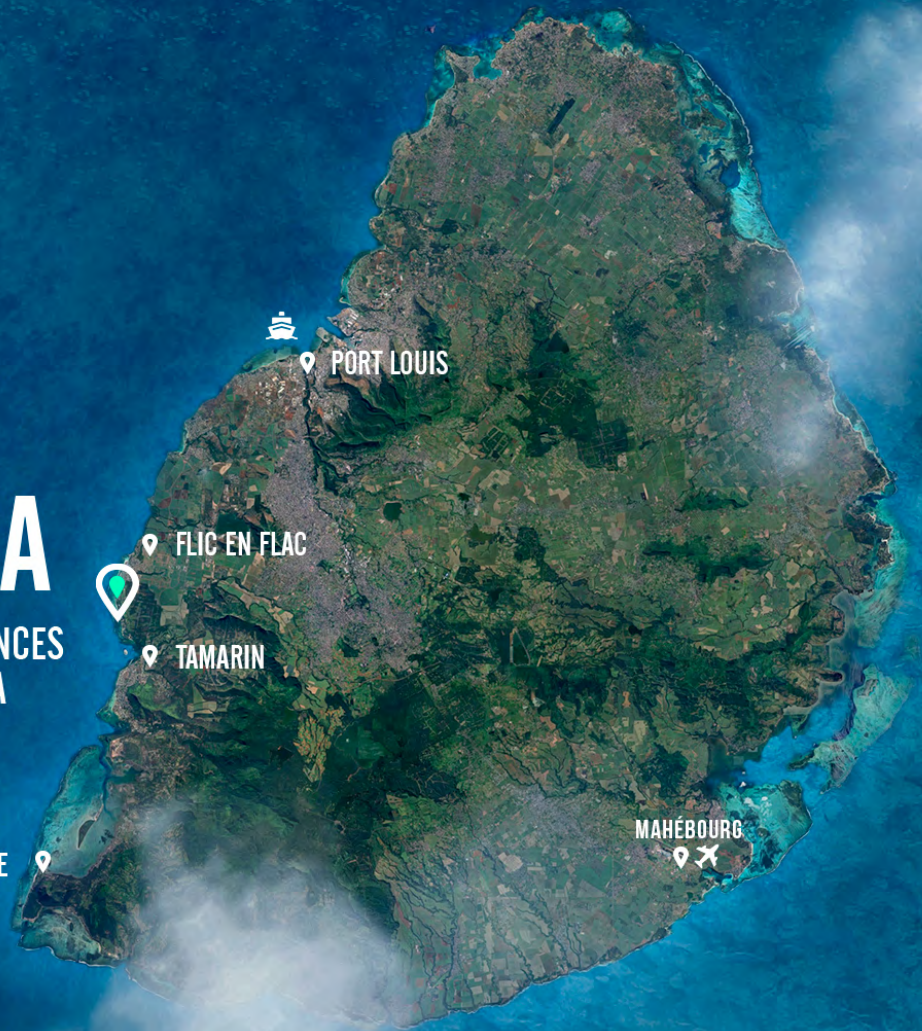 PORT LOUIS
A
FLIC EN FLAC
NCES
TAMARIN
A
MAHÉBOURG
E